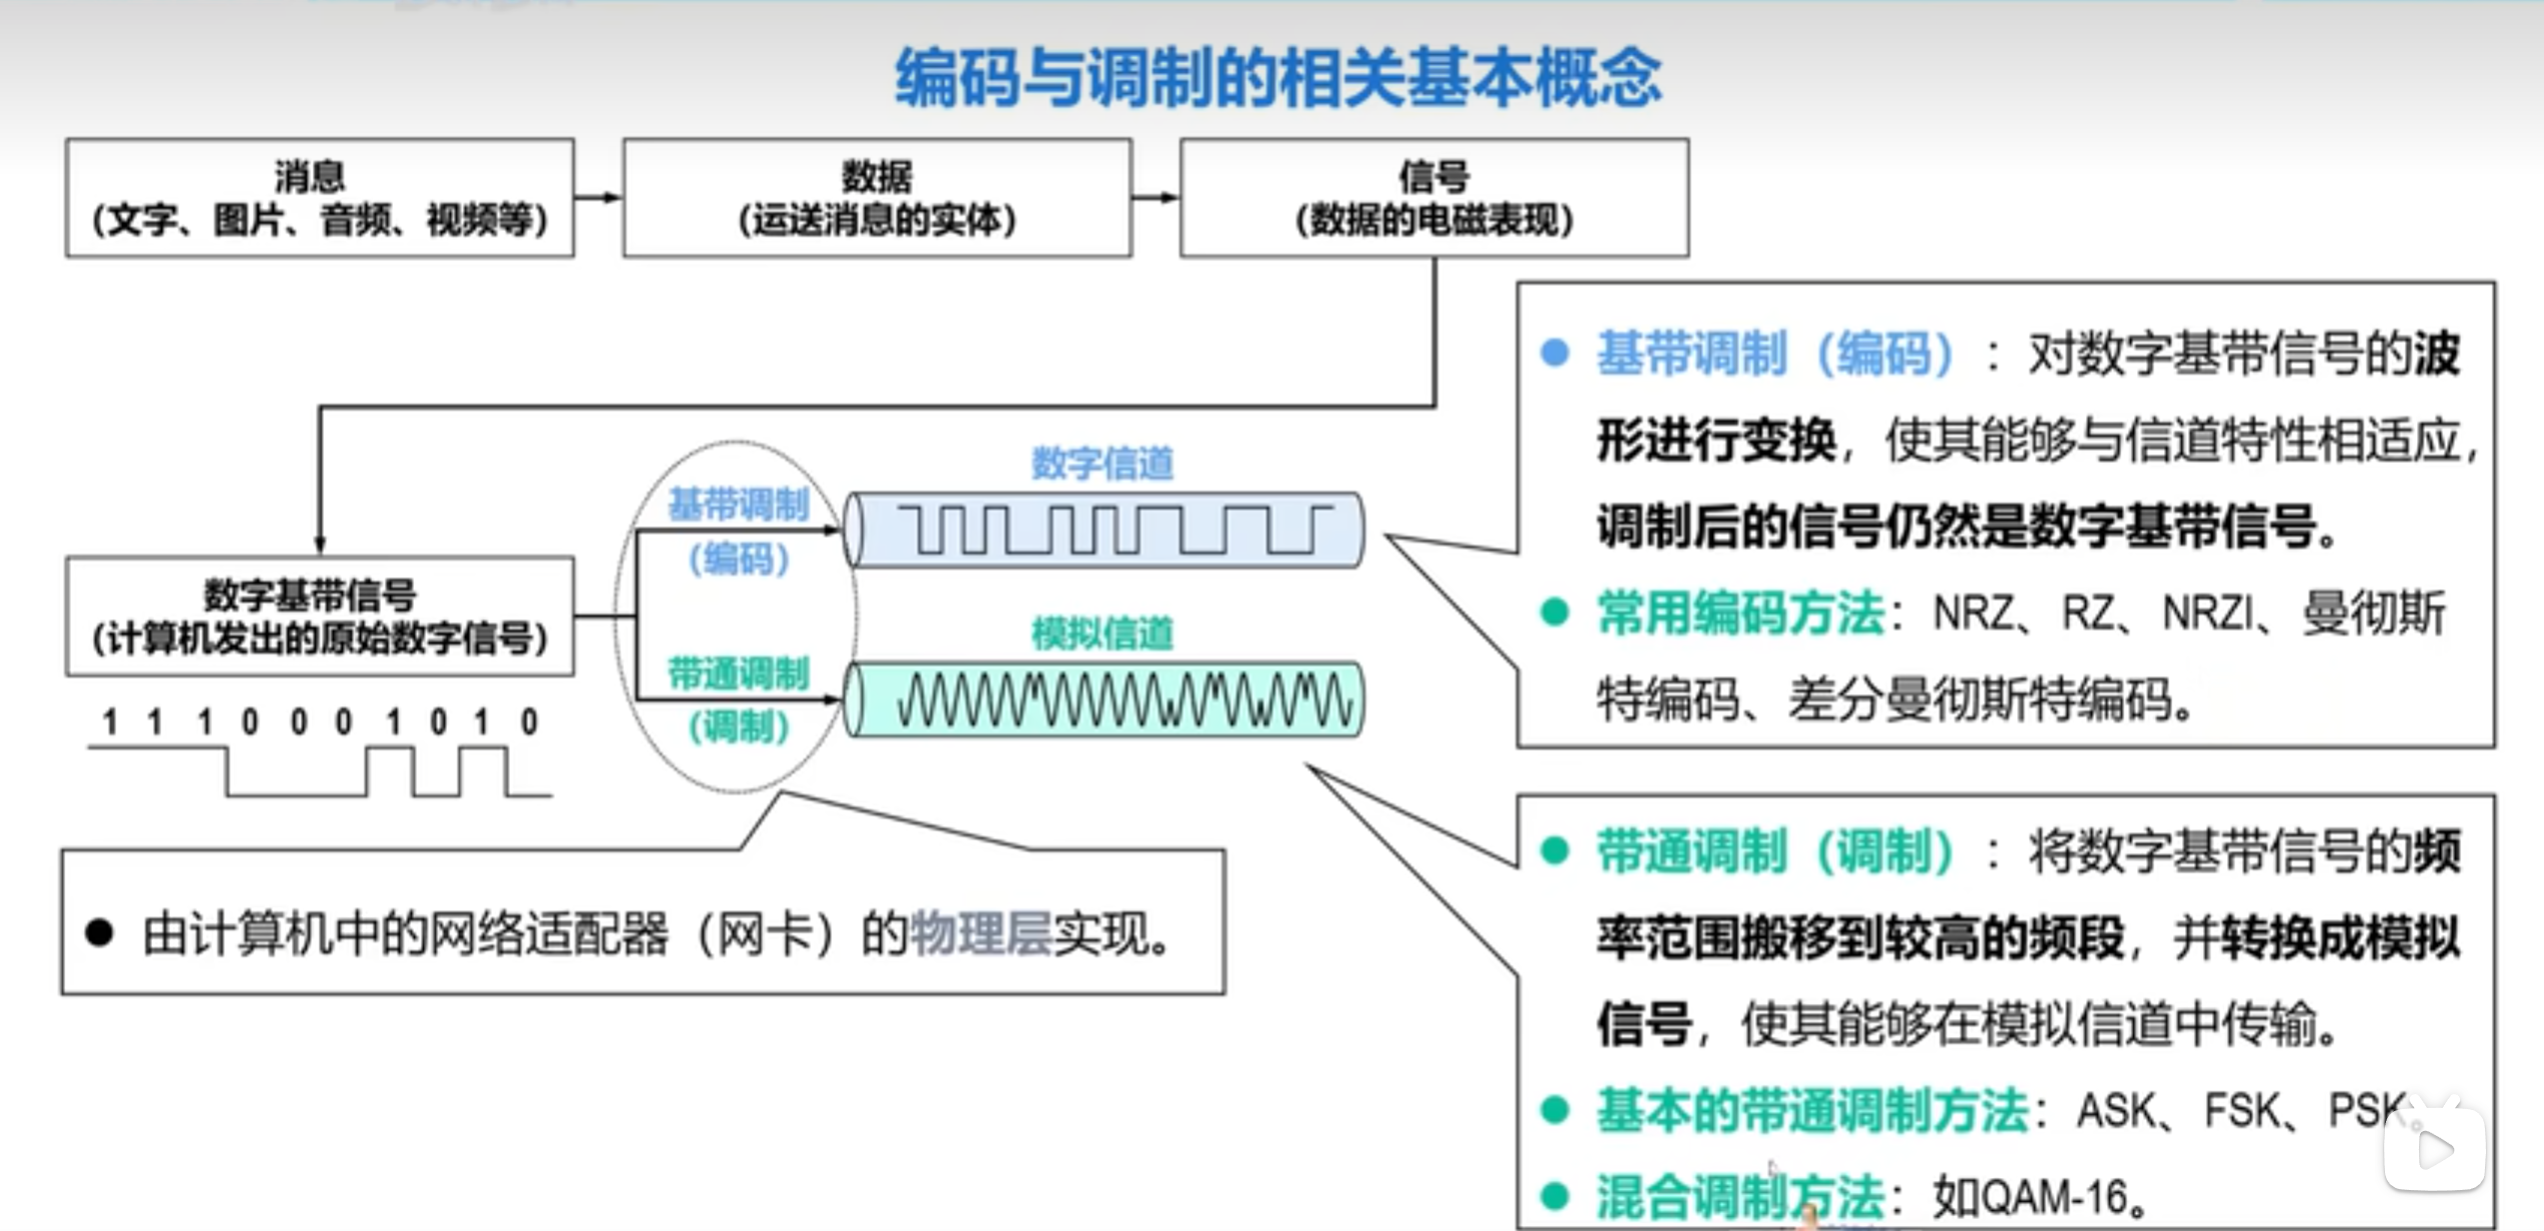 编码与调制的相关基本概念
消息
（文字、图片、音频、视频等）
数据
（运送消息的实体）
信号
（数据的电磁表现）
数字基带信号
（计算机发出的原始数字信号）
1 1 1 0 0 0 1 0 1 0
基带调制
（编码）
带通调制
（调制）
数字信道
模拟信道
● 由计算机中的网络适配器（网卡）的物理层实现。
● 基带调制（编码）：对数字基带信号的波
形进行变换，使其能够与信道特性相适应，
调制后的信号仍然是数字基带信号。
● 常用编码方法：NRZ、RZ、NRZI、曼彻斯
特编码、差分曼彻斯特编码。
● 带通调制（调制）：将数字基带信号的频
率范围搬移到较高的频段，并转换成模拟
信号，使其能够在模拟信道中传输。
● 基本的带通调制方法：ASK、FSK、PSK
● 混合调制方法：如QAM-16。